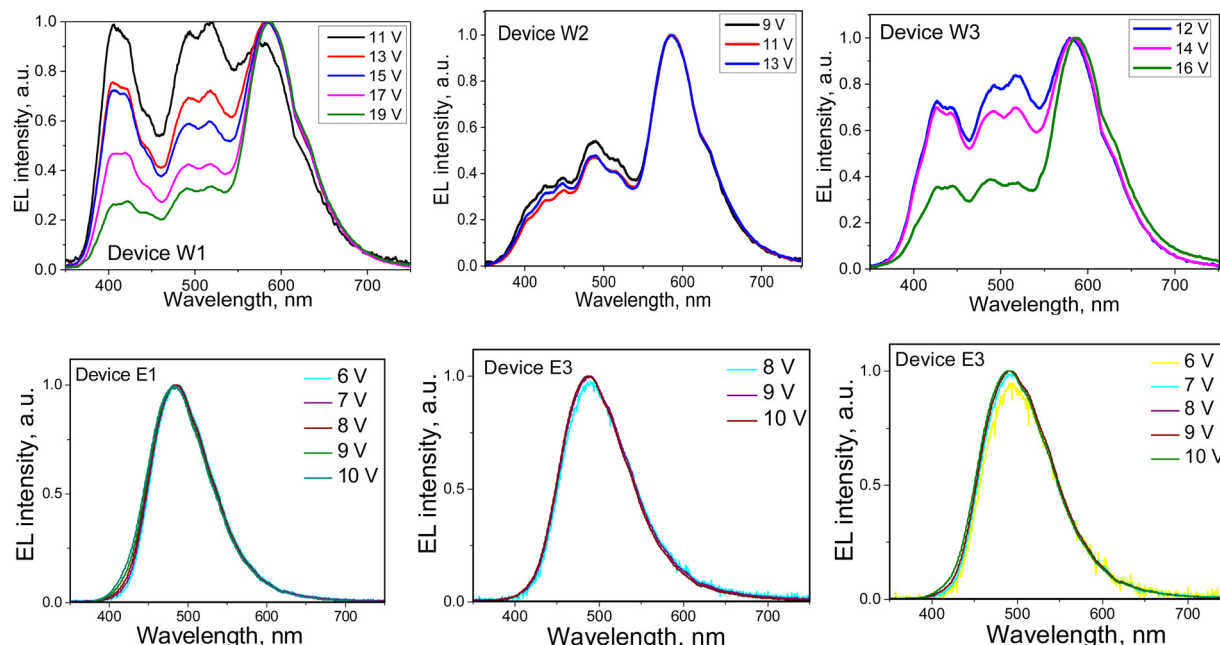 Device W1
11 V
13 V
15 V
17 V
19 V
EL intensity, a.u.
1.0
0.8
0.6
0.4
0.2
0.0
400
500
600
700
Wavelength, nm
Device W2
9 V
11 V
13 V
EL intensity, a.u.
1.0
0.8
0.6
0.4
0.2
0.0
400
500
600
700
Wavelength, nm
Device W3
12 V
14 V
16 V
EL intensity, a.u.
1.0
0.8
0.6
0.4
0.2
0.0
400
500
600
700
Wavelength, nm
Device E1
6 V
7 V
8 V
9 V
10 V
EL intensity, a.u.
1.0
0.5
0.0
400
500
600
700
Wavelength, nm
Device E3
8 V
9 V
10 V
EL intensity, a.u.
1.0
0.5
0.0
400
500
600
700
Wavelength, nm
Device E3
6 V
7 V
8 V
9 V
10 V
EL intensity, a.u.
1.0
0.5
0.0
400
500
600
700
Wavelength, nm